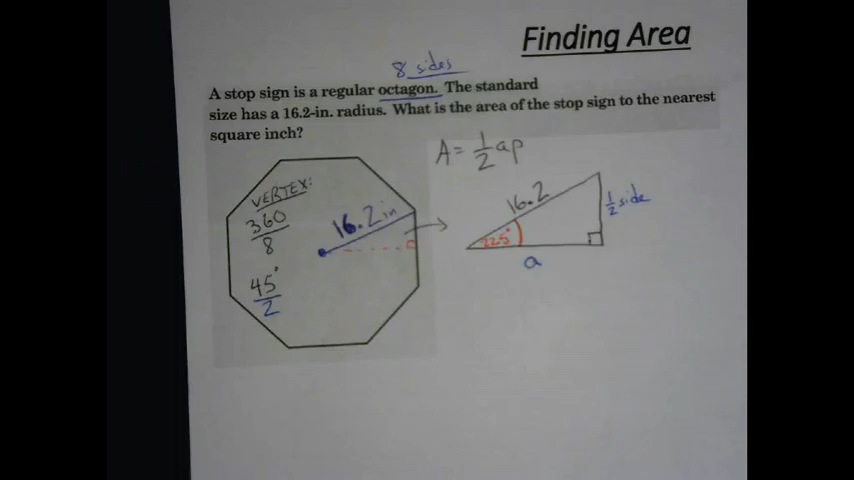 Finding Area
8 sides
A stop sign is a regular octagon. The standard
size has a 16.2-in. radius. What is the area of the stop sign to the nearest
square inch?
A = 1/2 ap
VERTEX:
360/8
45°/2
16.2 in
16.2
1/2 side
22.5°
a